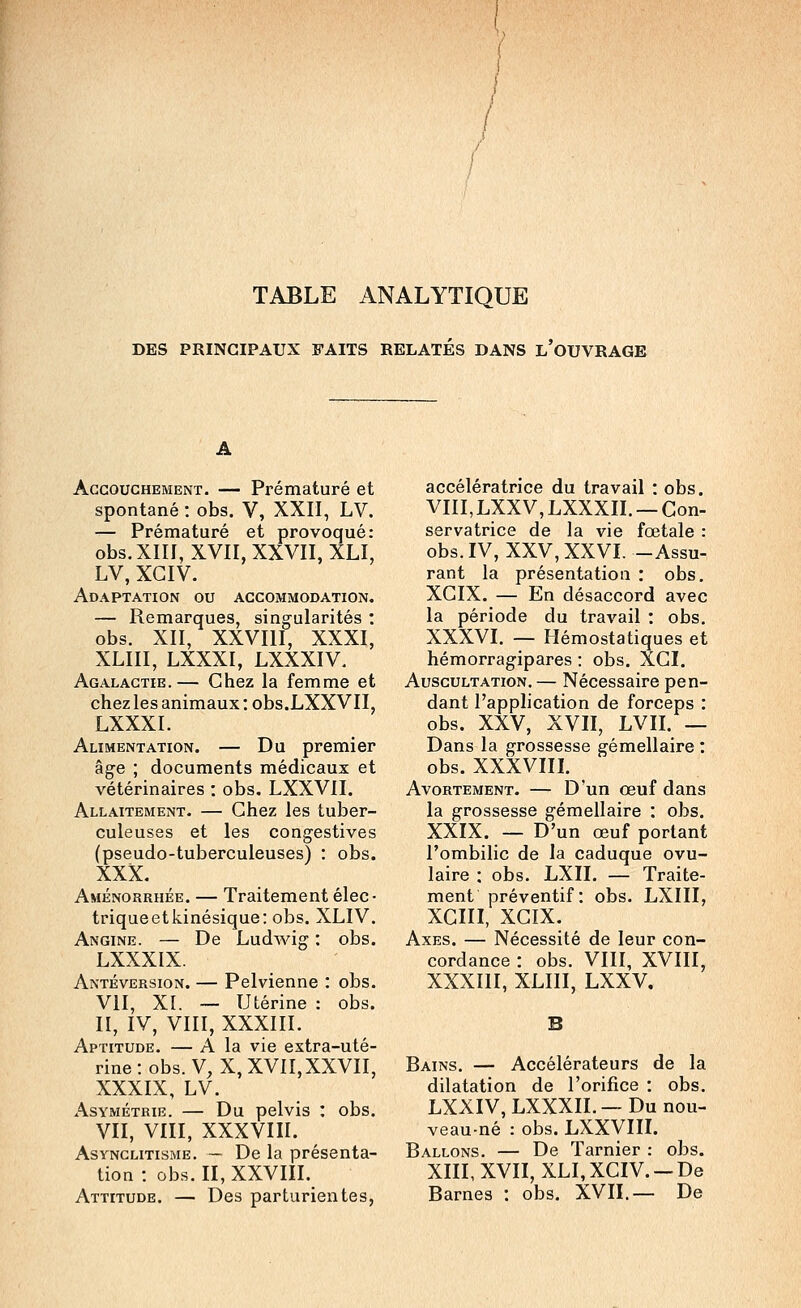 TABLE ANALYTIQUE
DES PRINCIPAUX FAITS RELATÉS DANS L'OUVRAGE
A
ACCOUCHEMENT. — Prématuré et
spontané : obs. V, XXII, LV.
— Prématuré et provoqué:
obs. XIII, XVII, XXVII, XLI,
LV, XCIV.
ADAPTATION OU ACCOMMODATION.
— Remarques, singularités :
obs. XII, XXVIII, XXXI,
XLIII, LXXXI, LXXXIV.
AGALACTIE. — Chez la femme et
chez les animaux : obs. LXXVII,
LXXXI.
ALIMENTATION. — Du premier
âge ; documents médicaux et
vétérinaires : obs. LXXVII.
ALLAITEMENT. — Chez les tuber-
culeuses et les congestives
(pseudo-tuberculeuses) : obs.
XXX.
AMÉNORRHÉE. — Traitement élec-
trique et kinésique : obs. XLIV.
ANGINE. — De Ludwig : obs.
LXXXIX.
ANTÉVERSION. — Pelvienne : obs.
VII, XI. — Utérine : obs.
II, IV, VIII, XXXIII.
APTITUDE. — A la vie extra-uté-
rine : obs. V, X, XVII, XXVII,
XXXIX, LV.
ASYMÉTRIE. — Du pelvis : obs.
VII, VIII, XXXVIII.
ASYNCLITISME. — De la présenta-
tion : obs. II, XXVIII.
ATTITUDE. — Des parturientes,
accélératrice du travail : obs.
VIII, LXXV, LXXXII. — Con-
servatrice de la vie fœtale :
obs. IV, XXV, XXVI. — Assu-
rant la présentation : obs.
XCIX. — En désaccord avec
la période du travail : obs.
XXXVI. — Hémostatiques et
hémorragipares : obs. XCI.
AUSCULTATION. — Nécessaire pen-
dant l'application de forceps :
obs. XXV, XVII, LVII. —
Dans la grossesse gémellaire :
obs. XXXVIII.
AVORTEMENT. — D'un œuf dans
la grossesse gémellaire : obs.
XXIX. — D'un œuf portant
l'ombilic de la caduque ovu-
laire : obs. LXII. — Traite-
ment préventif : obs. LXIII,
XCIII, XCIX.
AXES. — Nécessité de leur con-
cordance : obs. VIII, XVIII,
XXXIII, XLIII, LXXV.
B
BAINS. — Accélérateurs de la
dilatation de l'orifice : obs.
LXXIV, LXXXII. — Du nou-
veau-né : obs. LXXVIII.
BALLONS. — De Tarnier : obs.
XIII, XVII, XLI, XCIV. — De
Barnes : obs. XVII. — De